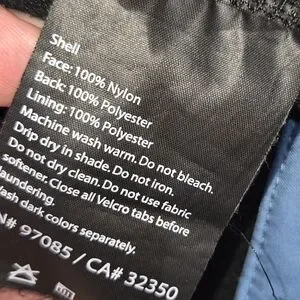 Shell
Face: 100% Nylon
Back: 100% Polyester
Lining: 100% Polyester
Machine wash warm. Do not bleach.
Drip dry in shade. Do not Iron.
Do not dry clean. Do not use fabric
softener. Close all Velcro tabs before
laundering.
Wash dark colors separately.
N# 97085 / CA# 32350